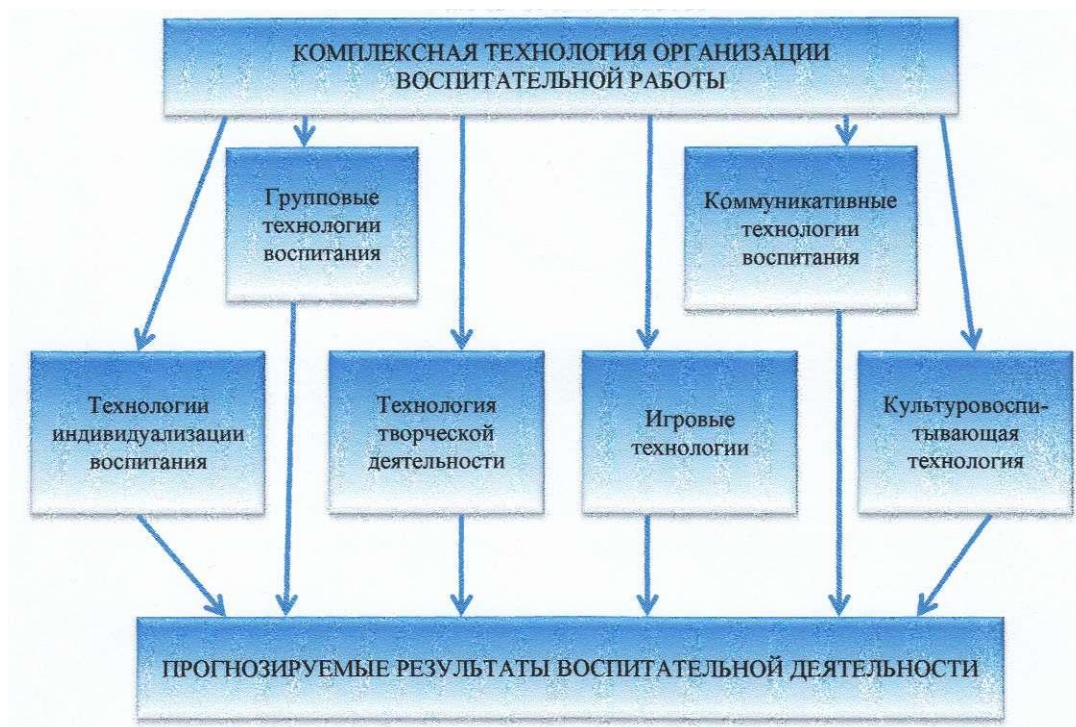 КОМПЛЕКСНАЯ ТЕХНОЛОГИЯ ОРГАНИЗАЦИИ
ВОСПИТАТЕЛЬНОЙ РАБОТЫ
Групповые
технологии
воспитания
Коммуникативные
технологии
воспитания
Технологии
индивидуализации
воспитания
Технология
творческой
деятельности
Игровые
технологии
Культуровоспи-
тывающая
технология
ПРОГНОЗИРУЕМЫЕ РЕЗУЛЬТАТЫ ВОСПИТАТЕЛЬНОЙ ДЕЯТЕЛЬНОСТИ